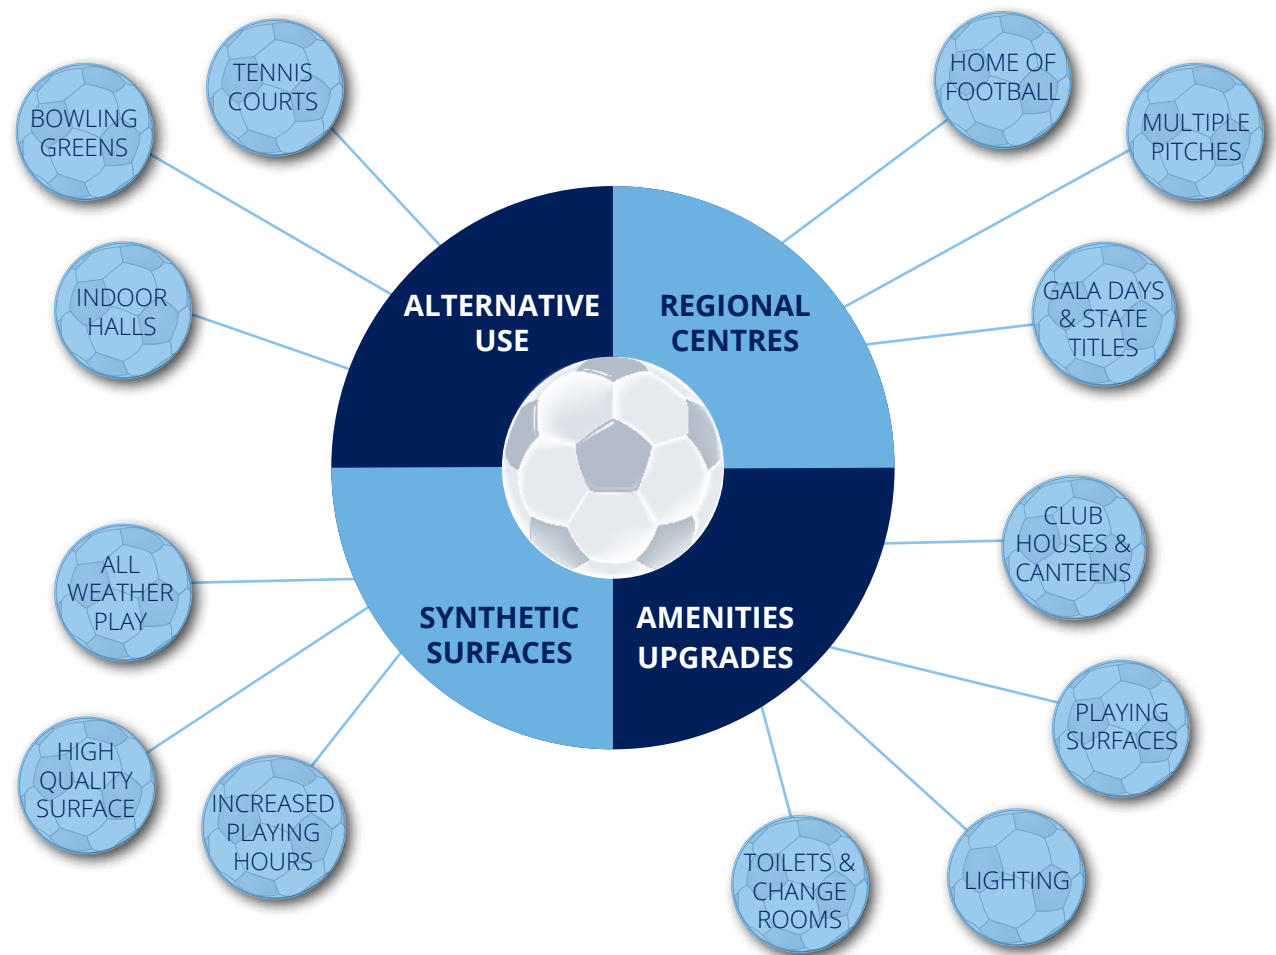 TENNIS
COURTS
BOWLING
GREENS
INDOOR
HALLS
HOME OF
FOOTBALL
MULTIPLE
PITCHES
GALA DAYS
& STATE
TITLES
ALTERNATIVE
USE
REGIONAL
CENTRES
SYNTHETIC
SURFACES
AMENITIES
UPGRADES
ALL
WEATHER
PLAY
HIGH
QUALITY
SURFACE
INCREASED
PLAYING
HOURS
CLUB
HOUSES &
CANTEENS
PLAYING
SURFACES
LIGHTING
TOILETS &
CHANGE
ROOMS